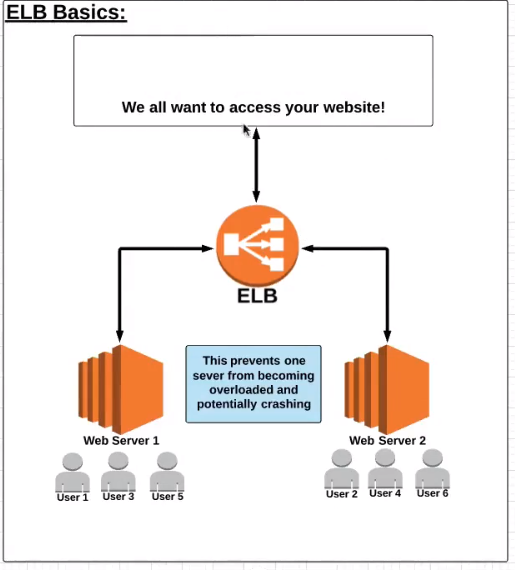 ELB Basics:
We all want to access your website!
ELB
This prevents one
sever from becoming
overloaded and
potentially crashing
Web Server 1
Web Server 2
User 1
User 3
User 5
User 2
User 4
User 6